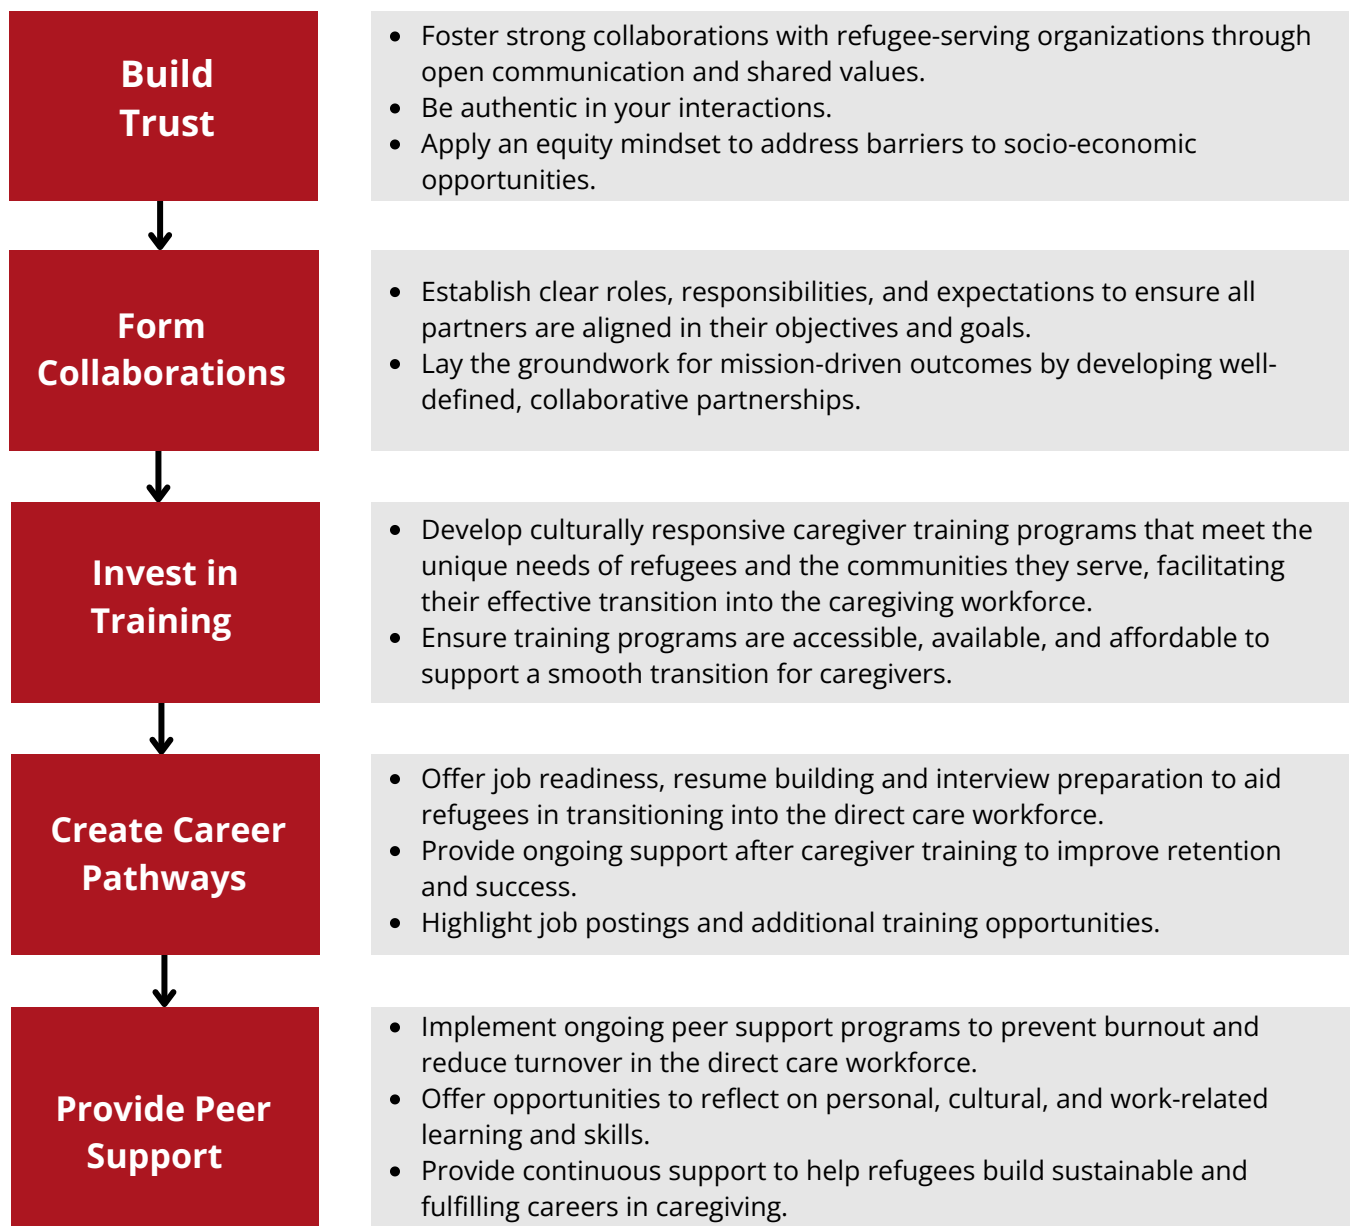 Build
Trust
• Foster strong collaborations with refugee-serving organizations through
open communication and shared values.
• Be authentic in your interactions.
• Apply an equity mindset to address barriers to socio-economic
opportunities.
Form
Collaborations
• Establish clear roles, responsibilities, and expectations to ensure all
partners are aligned in their objectives and goals.
• Lay the groundwork for mission-driven outcomes by developing well-
defined, collaborative partnerships.
Invest in
Training
• Develop culturally responsive caregiver training programs that meet the
unique needs of refugees and the communities they serve, facilitating
their effective transition into the caregiving workforce.
• Ensure training programs are accessible, available, and affordable to
support a smooth transition for caregivers.
Create Career
Pathways
• Offer job readiness, resume building and interview preparation to aid
refugees in transitioning into the direct care workforce.
• Provide ongoing support after caregiver training to improve retention
and success.
• Highlight job postings and additional training opportunities.
Provide Peer
Support
• Implement ongoing peer support programs to prevent burnout and
reduce turnover in the direct care workforce.
• Offer opportunities to reflect on personal, cultural, and work-related
learning and skills.
• Provide continuous support to help refugees build sustainable and
fulfilling careers in caregiving.